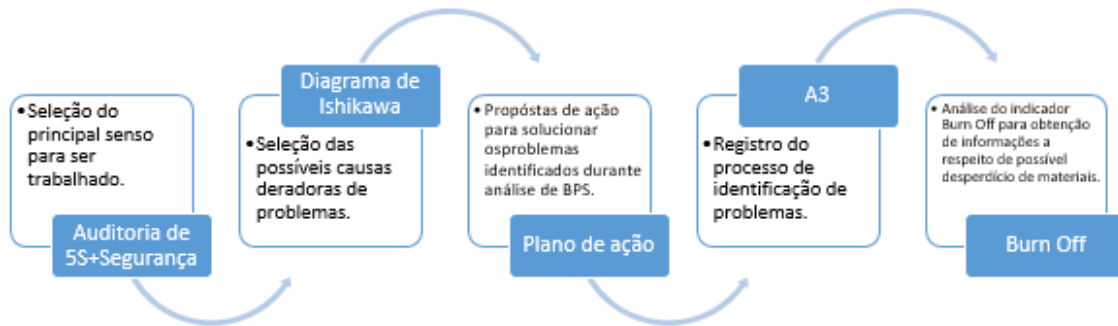 •Seleção do
principal senso
para ser
trabalhado.
Auditoria de
5S+Segurança
Diagrama de
Ishikawa
•Seleção das
possíveis causas
deradoras de
problemas.
• Propóstas de ação
para solucionar
osproblemas
identificados durante
análise de BPS.
Plano de ação
A3
•Registro do
processo de
identificação de
problemas.
• Análise do indicador
Burn Off para obtenção
de informações a
respeito de possível
desperdício de materiais.
Burn Off